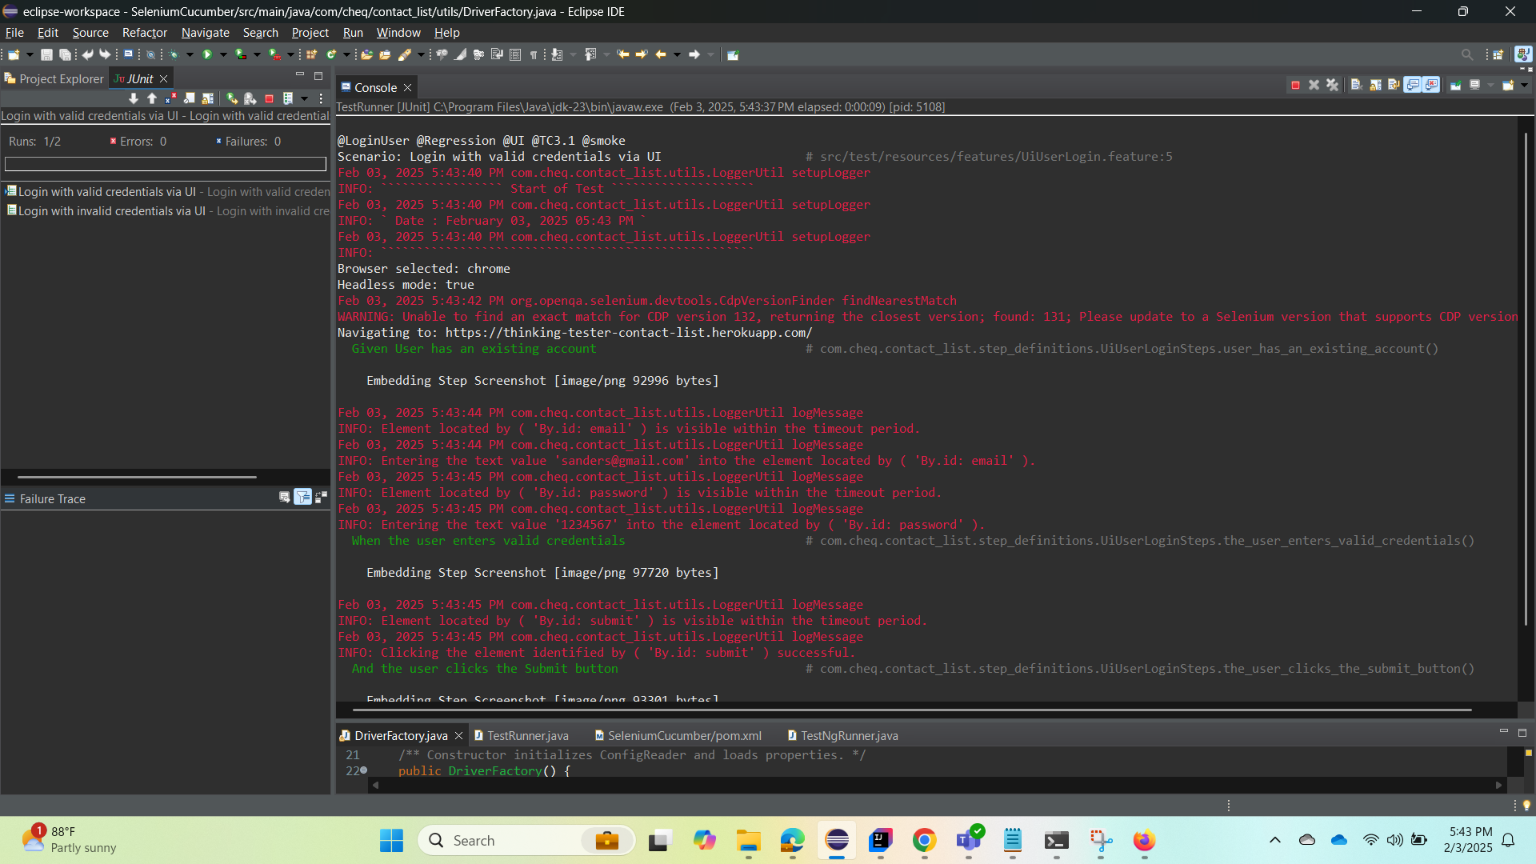 eclipse-workspace - SeleniumCucumber/src/main/java/com/cheq/contact_list/utils/DriverFactory.java - Eclipse IDE
File Edit Source Refactor Navigate Search Project Run Window Help
Project Explorer
JUnit
Login with valid credentials via UI - Login with valid credential
Runs: 1/2 Errors: 0 Failures: 0
Login with valid credentials via UI - Login with valid creden
Login with invalid credentials via UI - Login with invalid cre
Failure Trace
Console
TestRunner [JUnit] C:\Program Files\Java\jdk-23\bin\javaw.exe (Feb 3, 2025, 5:43:37 PM elapsed: 0:00:09) [pid: 5108]
@LoginUser @Regression @UI @TC3.1 @smoke
Scenario: Login with valid credentials via UI # src/test/resources/features/UiUserLogin.feature:5
Feb 03, 2025 5:43:40 PM com.cheq.contact_list.utils.LoggerUtil setupLogger
INFO: ````````````````` Start of Test ````````````````````
Feb 03, 2025 5:43:40 PM com.cheq.contact_list.utils.LoggerUtil setupLogger
INFO: ` Date : February 03, 2025 05:43 PM `
Feb 03, 2025 5:43:40 PM com.cheq.contact_list.utils.LoggerUtil setupLogger
INFO: ````````````````````````````````````````````````````
Browser selected: chrome
Headless mode: true
Feb 03, 2025 5:43:42 PM org.openqa.selenium.devtools.CdpVersionFinder findNearestMatch
WARNING: Unable to find an exact match for CDP version 132, returning the closest version; found: 131; Please update to a Selenium version that supports CDP version
Navigating to: https://thinking-tester-contact-list.herokuapp.com/
Given User has an existing account # com.cheq.contact_list.step_definitions.UiUserLoginSteps.user_has_an_existing_account()
Embedding Step Screenshot [image/png 92996 bytes]
Feb 03, 2025 5:43:44 PM com.cheq.contact_list.utils.LoggerUtil logMessage
INFO: Element located by ( 'By.id: email' ) is visible within the timeout period.
Feb 03, 2025 5:43:44 PM com.cheq.contact_list.utils.LoggerUtil logMessage
INFO: Entering the text value 'sanders@gmail.com' into the element located by ( 'By.id: email' ).
Feb 03, 2025 5:43:45 PM com.cheq.contact_list.utils.LoggerUtil logMessage
INFO: Element located by ( 'By.id: password' ) is visible within the timeout period.
Feb 03, 2025 5:43:45 PM com.cheq.contact_list.utils.LoggerUtil logMessage
INFO: Entering the text value '1234567' into the element located by ( 'By.id: password' ).
When the user enters valid credentials # com.cheq.contact_list.step_definitions.UiUserLoginSteps.the_user_enters_valid_credentials()
Embedding Step Screenshot [image/png 97720 bytes]
Feb 03, 2025 5:43:45 PM com.cheq.contact_list.utils.LoggerUtil logMessage
INFO: Element located by ( 'By.id: submit' ) is visible within the timeout period.
Feb 03, 2025 5:43:45 PM com.cheq.contact_list.utils.LoggerUtil logMessage
INFO: Clicking the element identified by ( 'By.id: submit' ) successful.
And the user clicks the Submit button # com.cheq.contact_list.step_definitions.UiUserLoginSteps.the_user_clicks_the_submit_button()
Embedding Step Screenshot [image/png 93301 bytes]
DriverFactory.java TestRunner.java SeleniumCucumber/pom.xml TestNgRunner.java
21 /** Constructor initializes ConfigReader and loads properties. */
22 public DriverFactory() {
1
88°F
Partly sunny
Search
5:43 PM
2/3/2025